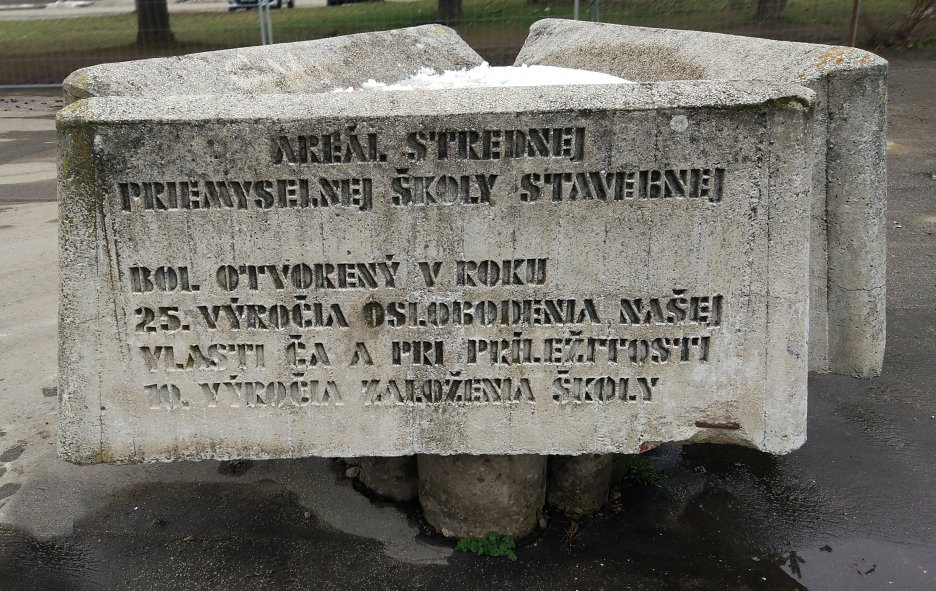 AREÁL STREDNEJ
PRIEMYSELNEJ ŠKOLY STAVEBNEJ
BOL OTVORENÝ V ROKU
25. VÝROČIA OSLOBODENIA NAŠEJ
VLASTI ČA A PRI PRÍLEŽITOSTI
10. VÝROČIA ZALOŽENIA ŠKOLY